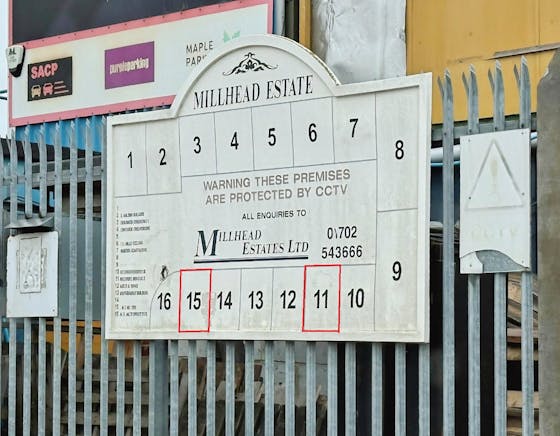 SACP
purpleparking
MAPLE
PARK
MILLHEAD ESTATE
1 2 3 4 5 6 7 8
WARNING THESE PREMISES
ARE PROTECTED BY CCTV
ALL ENQUIRIES TO
MILLHEAD
ESTATES LTD
01702
543666
9
16 15 14 13 12 11 10
CCTV